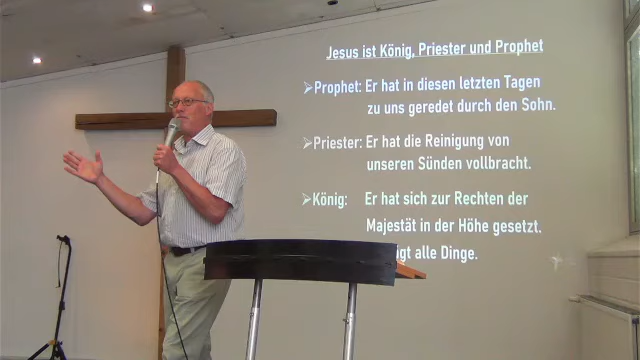 Jesus ist König, Priester und Prophet
➢Prophet: Er hat in diesen letzten Tagen
zu uns geredet durch den Sohn.
➢Priester: Er hat die Reinigung von
unseren Sünden vollbracht.
➢König: Er hat sich zur Rechten der
Majestät in der Höhe gesetzt.
alle Dinge.